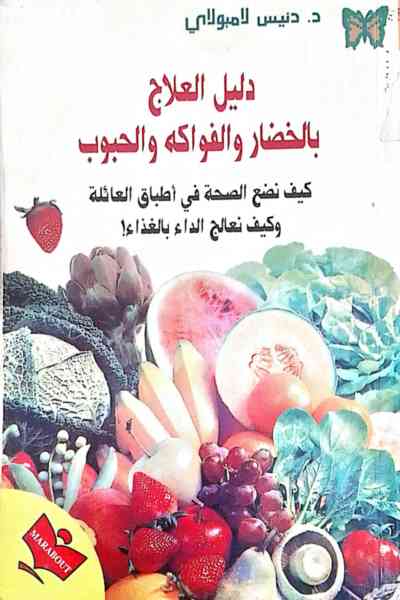 د. دنيس لامبولاي
دليل العلاج
بالخضار والفواكه والحبوب
كيف نضع الصحة في أطباق العائلة
وكيف نعالج الداء بالغذاء!
MARABOUT